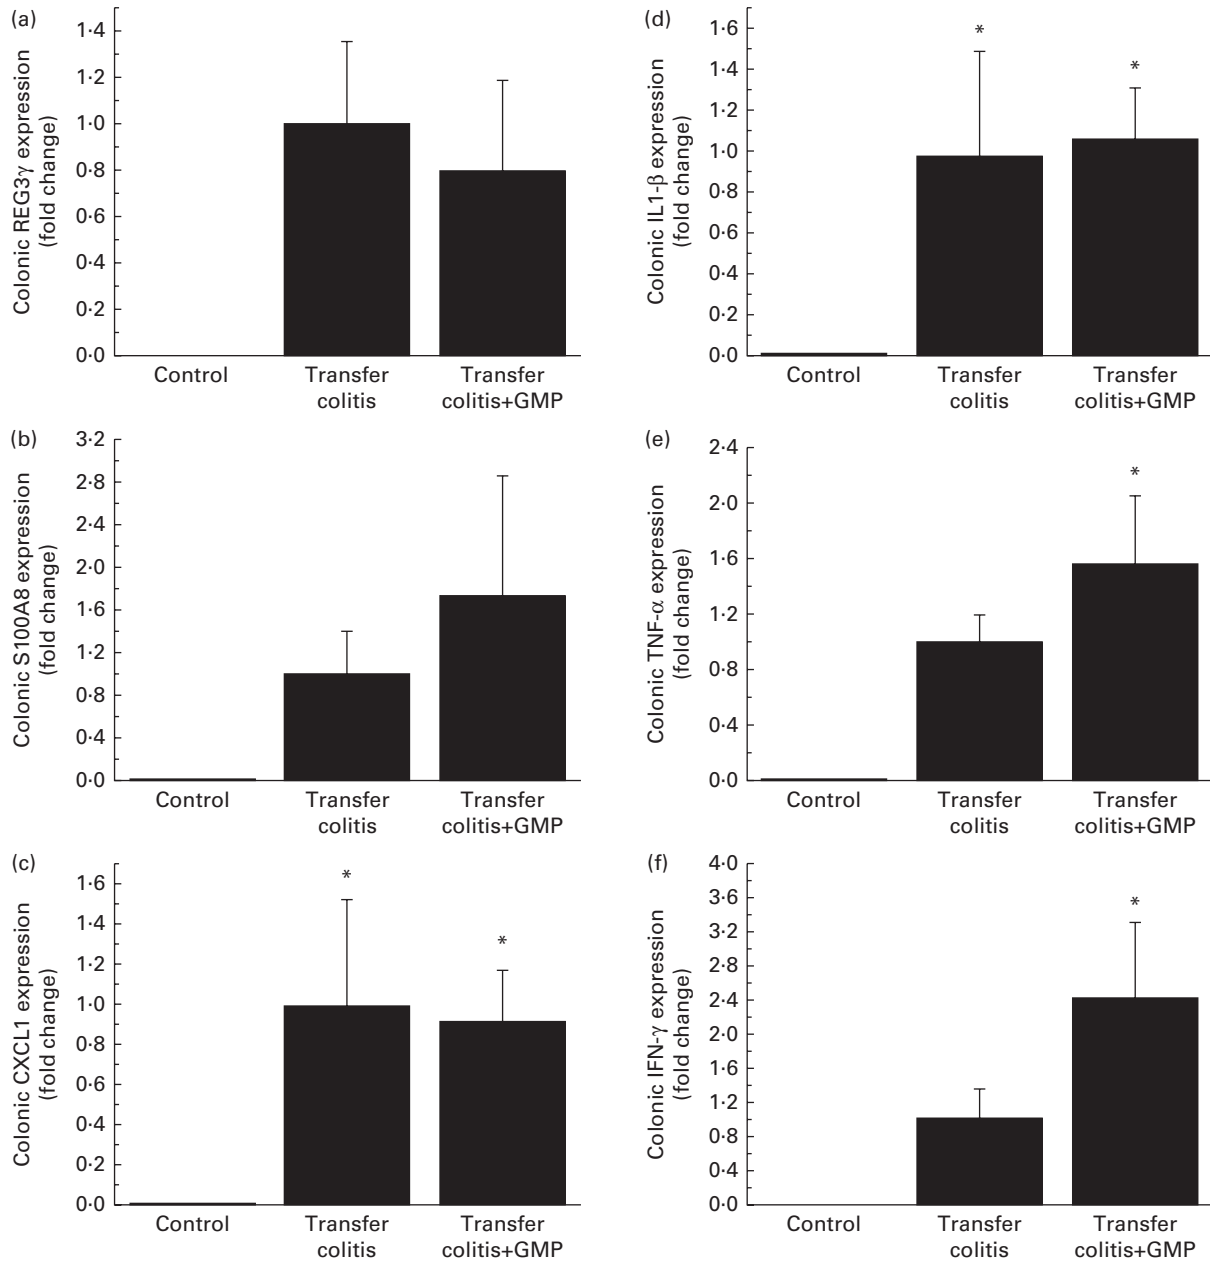 (a)
Colonic REG3γ expression
(fold change)
1·4
1·2
1·0
0·8
0·6
0·4
0·2
0·0
Control
Transfer
colitis
Transfer
colitis+GMP
(b)
Colonic S100A8 expression
(fold change)
3·2
2·8
2·4
2·0
1·6
1·2
0·8
0·4
0·0
Control
Transfer
colitis
Transfer
colitis+GMP
(c)
Colonic CXCL1 expression
(fold change)
1·6
1·4
1·2
1·0
0·8
0·6
0·4
0·2
0·0
*
*
Control
Transfer
colitis
Transfer
colitis+GMP
(d)
Colonic IL1-β expression
(fold change)
1·6
1·4
1·2
1·0
0·8
0·6
0·4
0·2
0·0
*
*
Control
Transfer
colitis
Transfer
colitis+GMP
(e)
Colonic TNF-α expression
(fold change)
2·4
2·0
1·6
1·2
0·8
0·4
0·0
*
Control
Transfer
colitis
Transfer
colitis+GMP
(f)
Colonic IFN-γ expression
(fold change)
4·0
3·6
3·2
2·8
2·4
2·0
1·6
1·2
0·8
0·4
0·0
*
Control
Transfer
colitis
Transfer
colitis+GMP